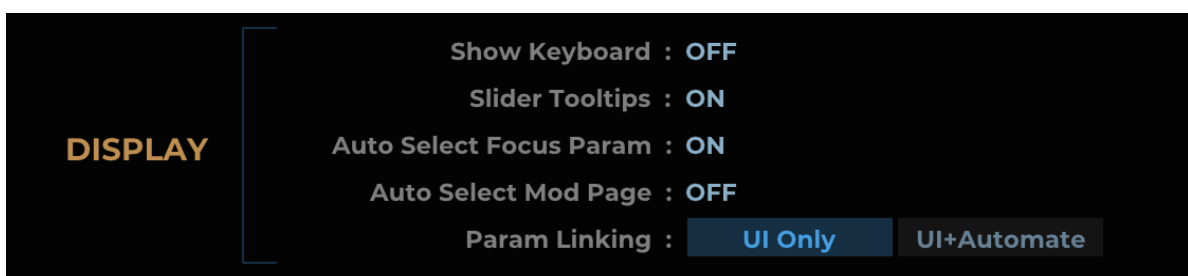 DISPLAY
Show Keyboard : OFF
Slider Tooltips : ON
Auto Select Focus Param : ON
Auto Select Mod Page : OFF
Param Linking : UI Only UI+Automate